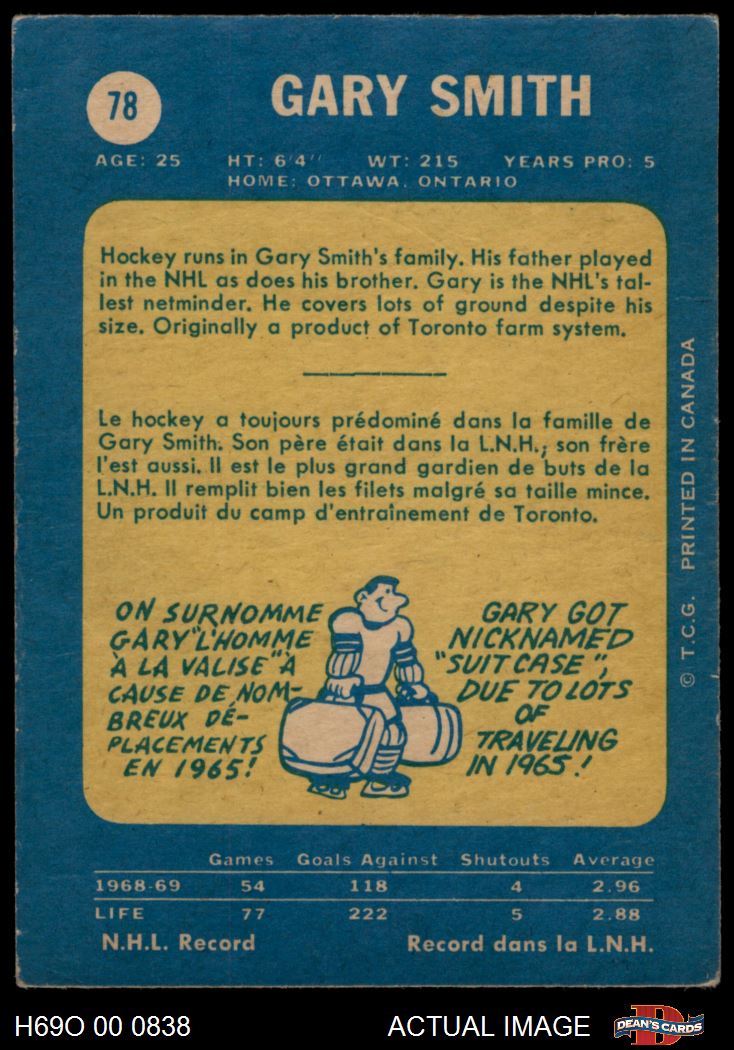 78
GARY SMITH
AGE: 25 HT: 6'4'' WT: 215 YEARS PRO: 5
HOME: OTTAWA, ONTARIO
Hockey runs in Gary Smith's family. His father played
in the NHL as does his brother. Gary is the NHL's tal-
lest netminder. He covers lots of ground despite his
size. Originally a product of Toronto farm system.
Le hockey a toujours prédominé dans la famille de
Gary Smith. Son père était dans la L.N.H.; son frère
l'est aussi. Il est le plus grand gardien de buts de la
L.N.H. Il remplit bien les filets malgré sa taille mince.
Un produit du camp d'entraînement de Toronto.
ON SURNOMME
GARY "L'HOMME
À LA VALISE" À
CAUSE DE NOM-
BREUX DÉ-
PLACEMENTS
EN 1965!
GARY GOT
NICKNAMED
"SUITCASE",
DUE TO LOTS
OF
TRAVELING
IN 1965.!
© T.C.G. PRINTED IN CANADA
Games Goals Against Shutouts Average
1968-69 54 118 4 2.96
LIFE 77 222 5 2.88
N.H.L. Record Record dans la L.N.H.
H69O 00 0838 ACTUAL IMAGE
D
DEAN'S CARDS